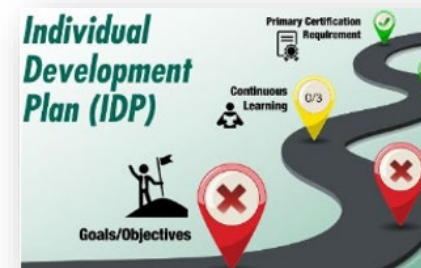 Individual
Development
Plan (IDP)
Primary Certification
Requirement
Continuous
Learning
0/3
Goals/Objectives